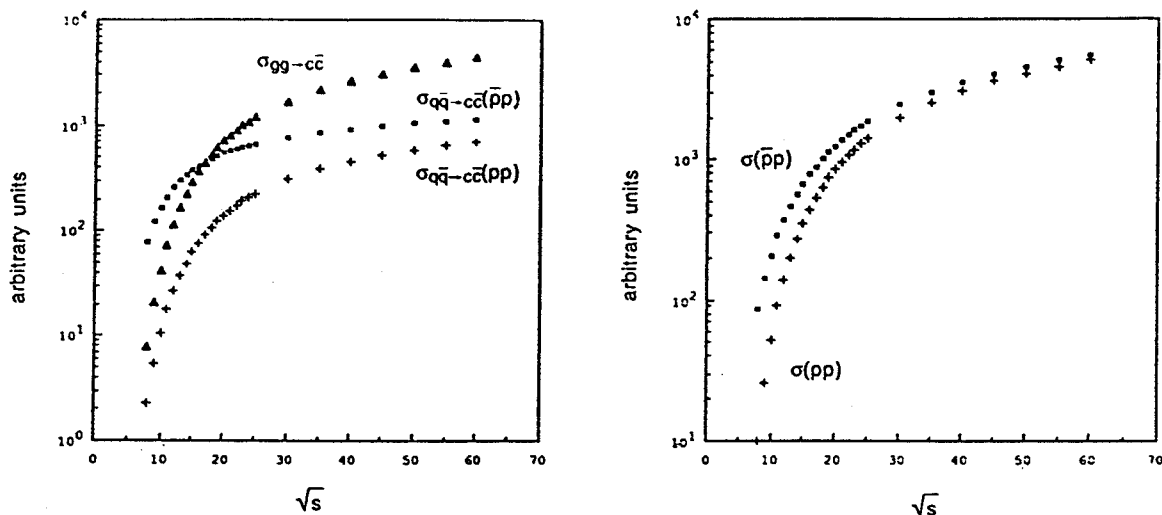 10⁴
10³
10²
10¹
10⁰
arbitrary units
σgg→cc̄
σqq̄→cc̄(p̄p)
σqq̄→cc̄(pp)
0 10 20 30 40 50 60 70
√s
10⁴
10³
10²
10¹
arbitrary units
σ(p̄p)
σ(pp)
0 10 20 30 40 50 60 70
√s